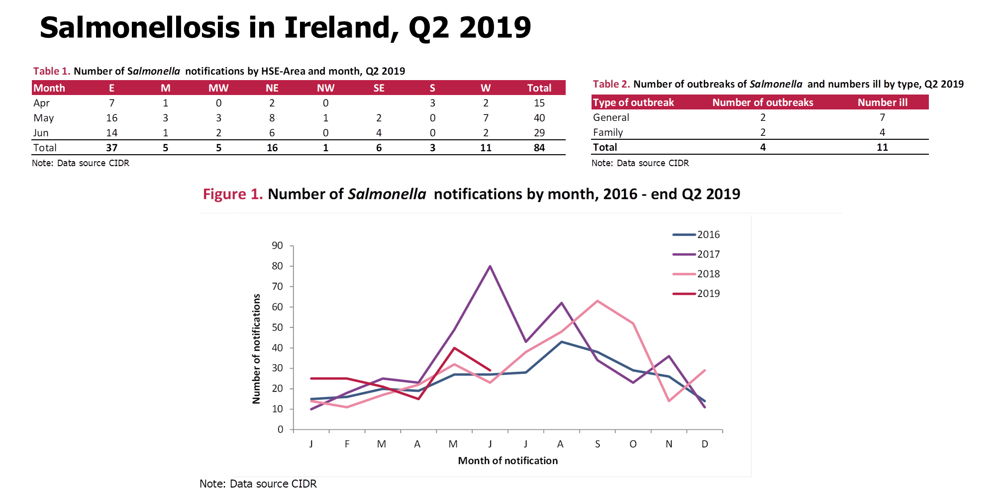 Salmonellosis in Ireland, Q2 2019
Table 1. Number of Salmonella notifications by HSE-Area and month, Q2 2019
Month E M MW NE NW SE S W Total
Apr 7 1 0 2 0 3 2 15
May 16 3 3 8 1 2 0 7 40
Jun 14 1 2 6 0 4 0 2 29
Total 37 5 5 16 1 6 3 11 84
Note: Data source CIDR
Table 2. Number of outbreaks of Salmonella and numbers ill by type, Q2 2019
Type of outbreak Number of outbreaks Number ill
General 2 7
Family 2 4
Total 4 11
Note: Data source CIDR
Figure 1. Number of Salmonella notifications by month, 2016 - end Q2 2019
2016
2017
2018
2019
90
80
70
60
50
40
30
20
10
0
Number of notifications
J F M A M J J A S O N D
Month of notification
Note: Data source CIDR